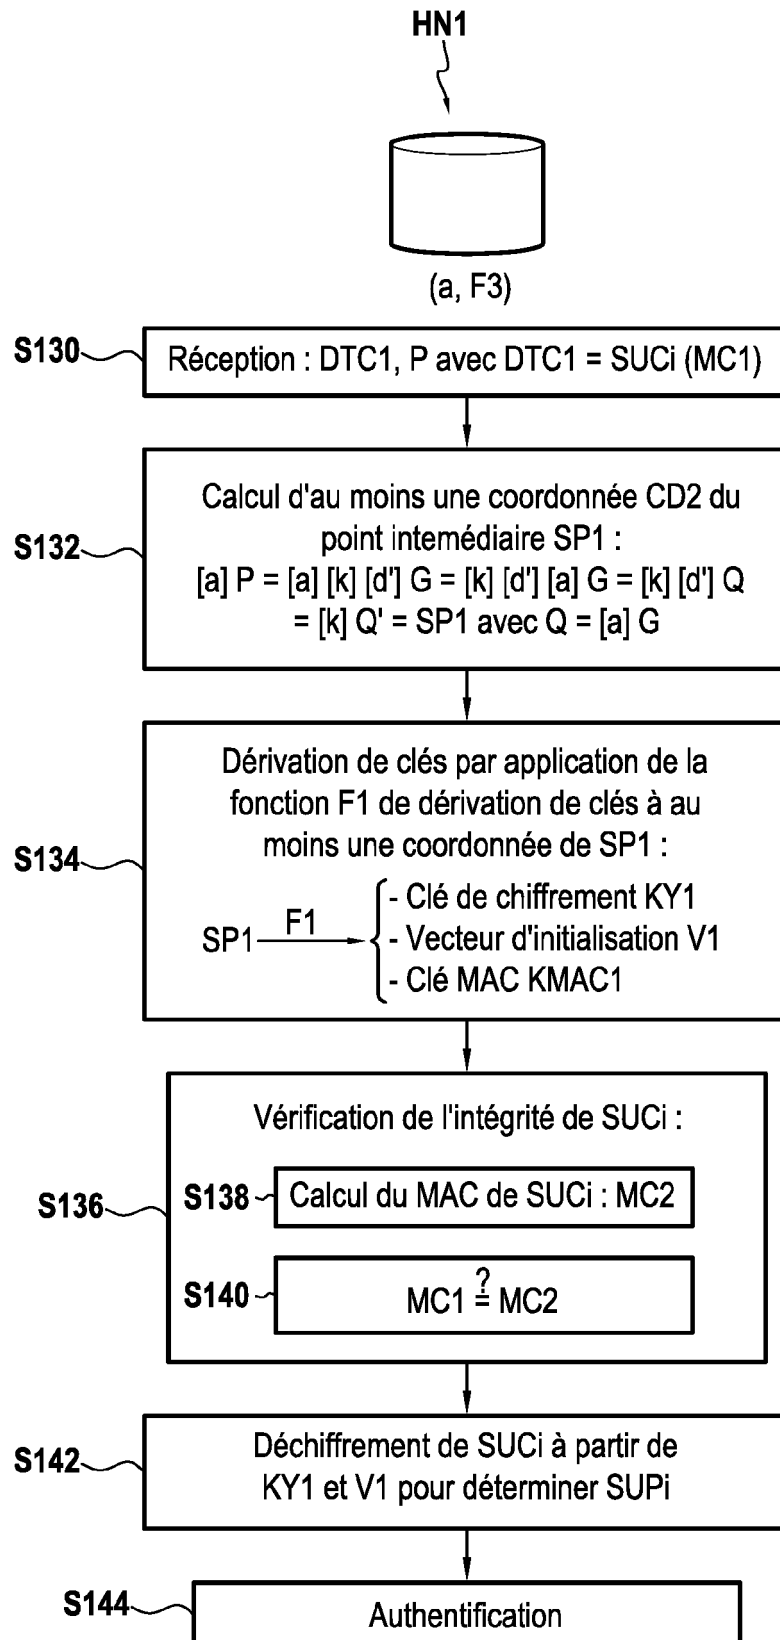 HN1
(a, F3)
S130
Réception : DTC1, P avec DTC1 = SUCi (MC1)
S132
Calcul d'au moins une coordonnée CD2 du
point intemédiaire SP1 :
[a] P = [a] [k] [d'] G = [k] [d'] [a] G = [k] [d'] Q
= [k] Q' = SP1 avec Q = [a] G
S134
Dérivation de clés par application de la
fonction F1 de dérivation de clés à au
moins une coordonnée de SP1 :
SP1 F1
- Clé de chiffrement KY1
- Vecteur d'initialisation V1
- Clé MAC KMAC1
S136
Vérification de l'intégrité de SUCi :
S138
Calcul du MAC de SUCi : MC2
S140
MC1 ≟ MC2
S142
Déchiffrement de SUCi à partir de
KY1 et V1 pour déterminer SUPi
S144
Authentification